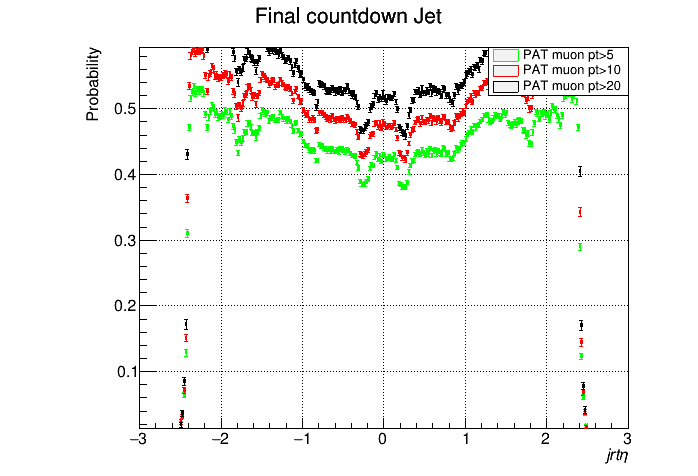 Final countdown Jet
Probability
PAT muon pt>5
PAT muon pt>10
PAT muon pt>20
0.5
0.4
0.3
0.2
0.1
−3 −2 −1 0 1 2 3
jrtη